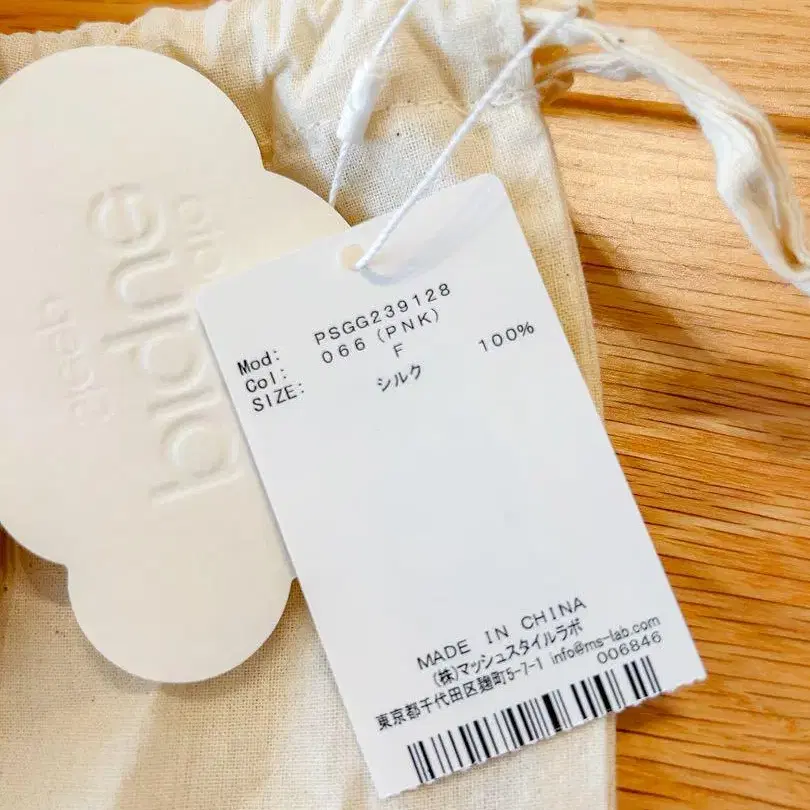 gelato
pique
sleep
Mod: PSGG239128
Col: 066 (PNK)
SIZE: F
シルク 100%
MADE IN CHINA
(株)マッシュスタイルラボ
東京都千代田区麹町5-7-1 info@ms-lab.com
006846